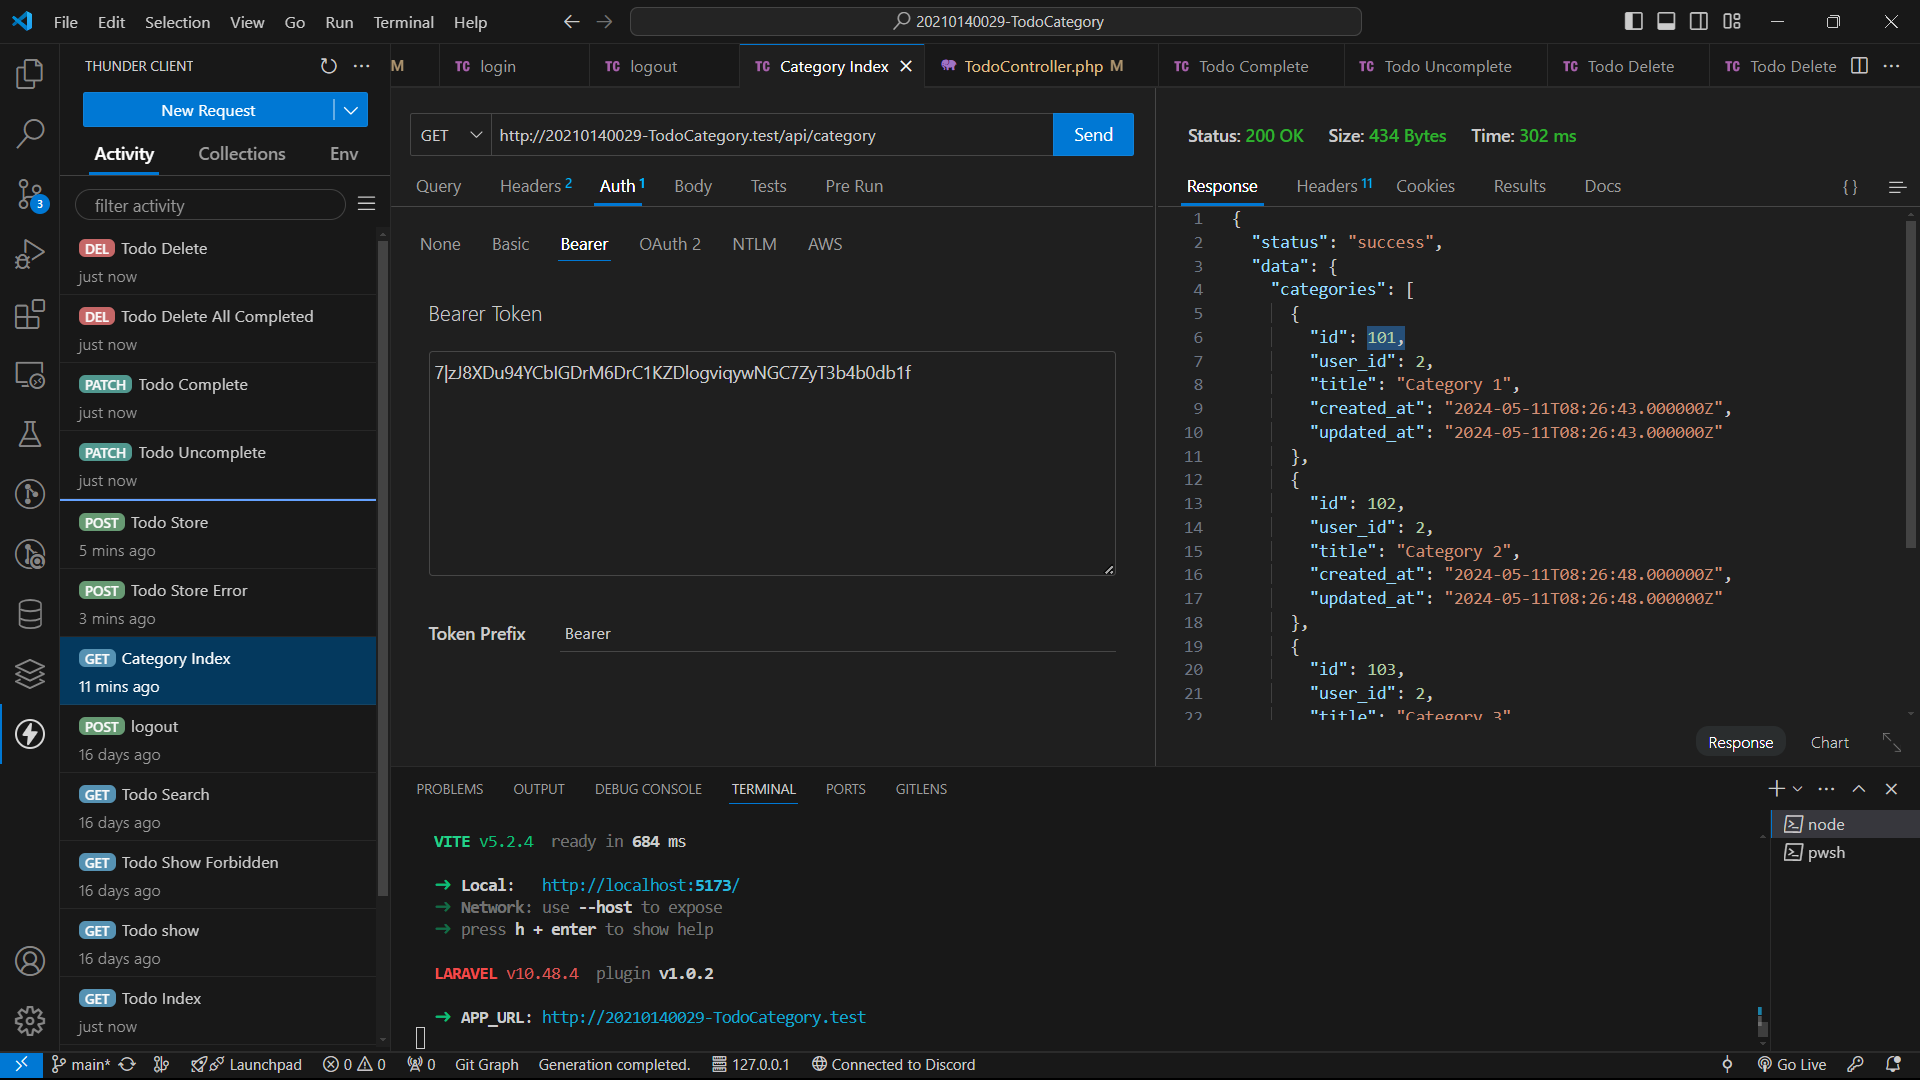 File Edit Selection View Go Run Terminal Help
20210140029-TodoCategory
THUNDER CLIENT
New Request
Activity Collections Env
filter activity
DEL Todo Delete
just now
DEL Todo Delete All Completed
just now
PATCH Todo Complete
just now
PATCH Todo Uncomplete
just now
POST Todo Store
5 mins ago
POST Todo Store Error
3 mins ago
GET Category Index
11 mins ago
POST logout
16 days ago
GET Todo Search
16 days ago
GET Todo Show Forbidden
16 days ago
GET Todo show
16 days ago
GET Todo Index
just now
M TC login TC logout TC Category Index TodoController.php M TC Todo Complete TC Todo Uncomplete TC Todo Delete TC Todo Delete
GET http://20210140029-TodoCategory.test/api/category Send
Query Headers 2 Auth 1 Body Tests Pre Run
None Basic Bearer OAuth 2 NTLM AWS
Bearer Token
7|zJ8XDu94YCbIGDrM6DrC1KZDlogviqywNGC7ZyT3b4b0db1f
Token Prefix Bearer
Status: 200 OK Size: 434 Bytes Time: 302 ms
Response Headers 11 Cookies Results Docs {}
1 {
2 "status": "success",
3 "data": {
4 "categories": [
5 {
6 "id": 101,
7 "user_id": 2,
8 "title": "Category 1",
9 "created_at": "2024-05-11T08:26:43.000000Z",
10 "updated_at": "2024-05-11T08:26:43.000000Z"
11 },
12 {
13 "id": 102,
14 "user_id": 2,
15 "title": "Category 2",
16 "created_at": "2024-05-11T08:26:48.000000Z",
17 "updated_at": "2024-05-11T08:26:48.000000Z"
18 },
19 {
20 "id": 103,
21 "user_id": 2,
22 "title": "Category 3"
Response Chart
PROBLEMS OUTPUT DEBUG CONSOLE TERMINAL PORTS GITLENS
VITE v5.2.4 ready in 684 ms
➜ Local: http://localhost:5173/
➜ Network: use --host to expose
➜ press h + enter to show help
LARAVEL v10.48.4 plugin v1.0.2
➜ APP_URL: http://20210140029-TodoCategory.test
node
pwsh
3
main* Launchpad 0 0 0 Git Graph Generation completed. 127.0.0.1 Connected to Discord Go Live